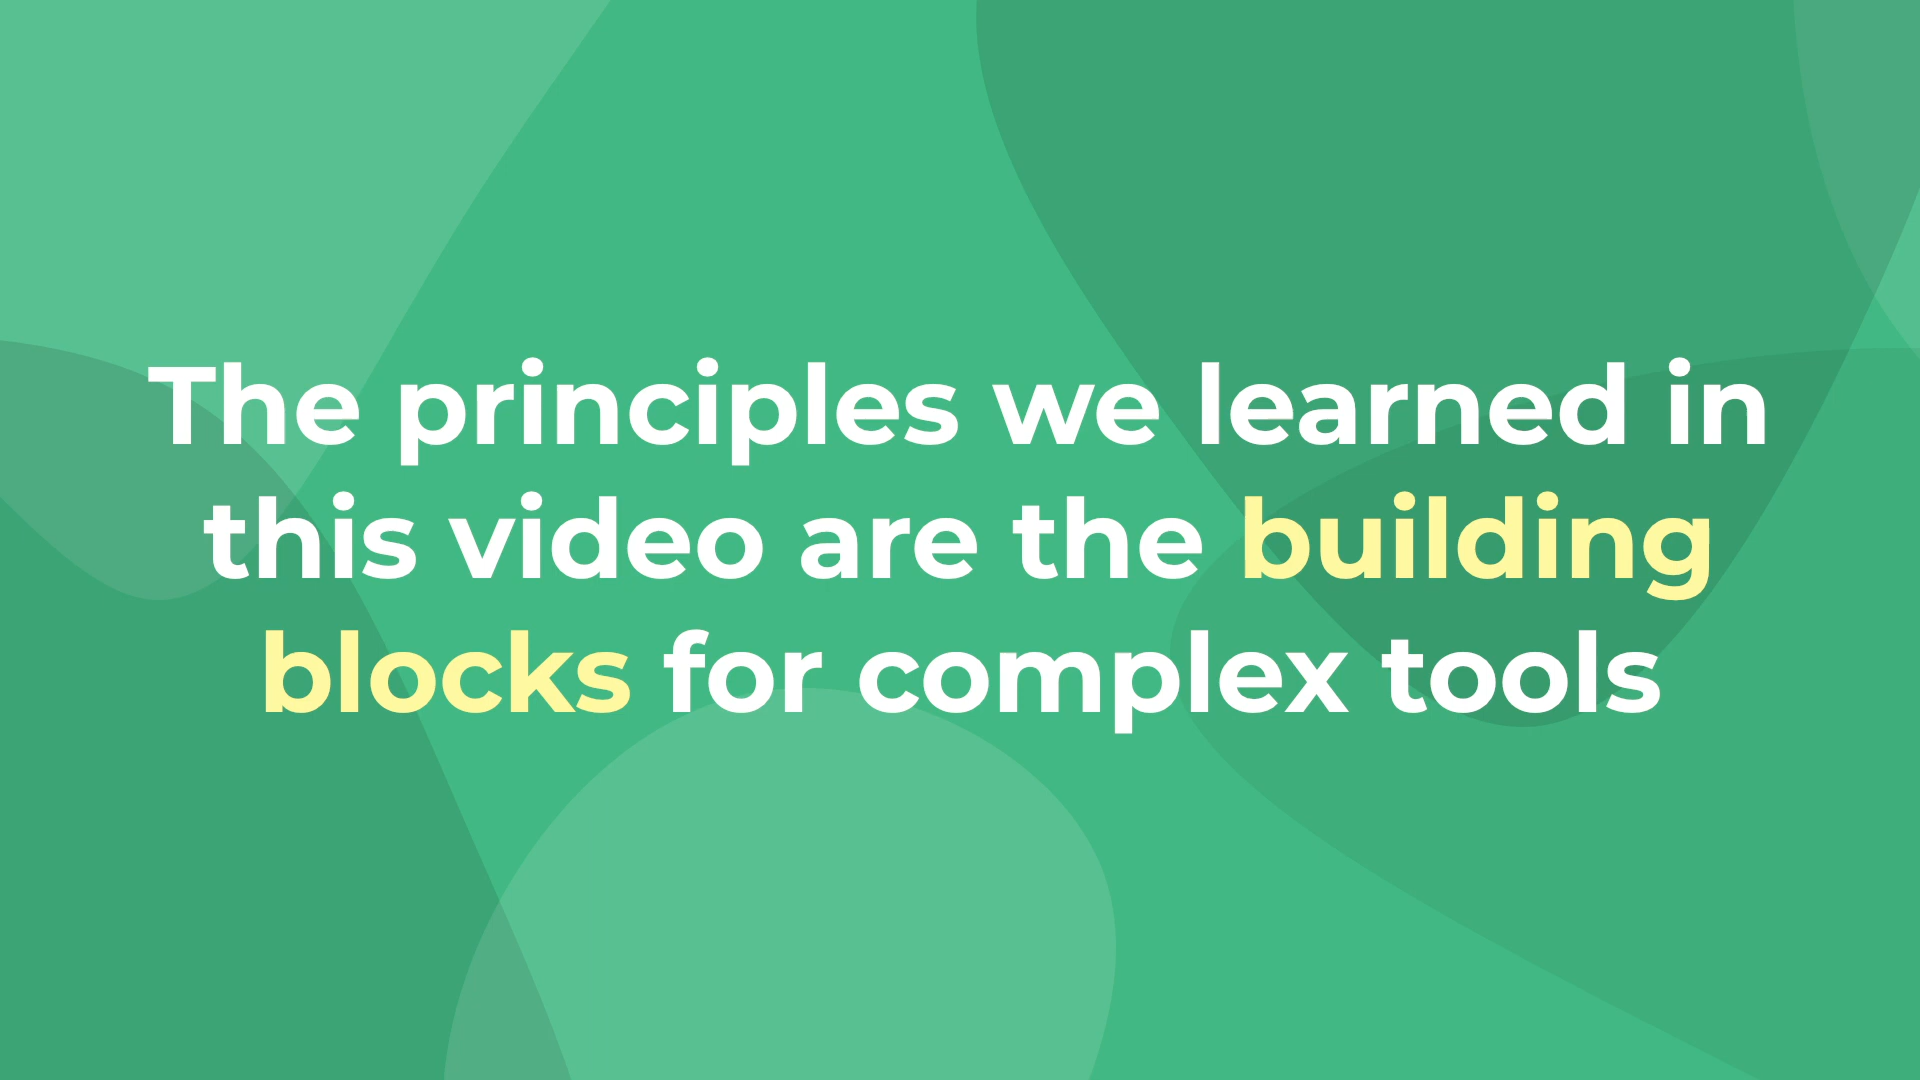 The principles we learned in
this video are the building
blocks for complex tools